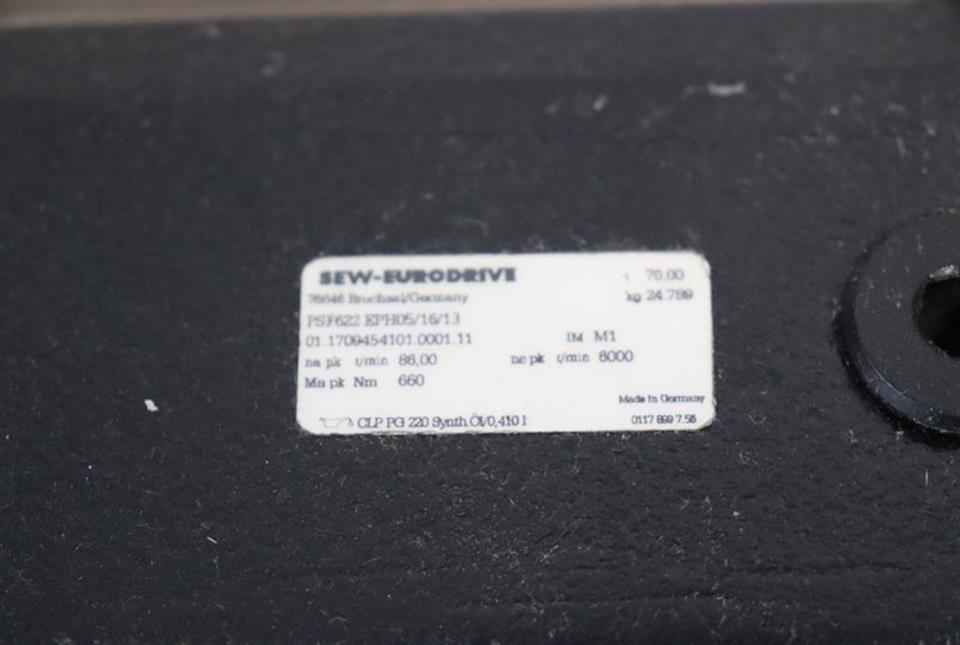 SEW-EURODRIVE i 70,00
76646 Bruchsal/Germany kg 24.789
PSF622 EPH05/16/13
01.1709454101.0001.11 IM M1
na pk r/min 86,00 ne pk r/min 6000
Ma pk Nm 660
Made in Germany
CLP PG 220 Synth.Öl/0,410 l 0117 899 7.56